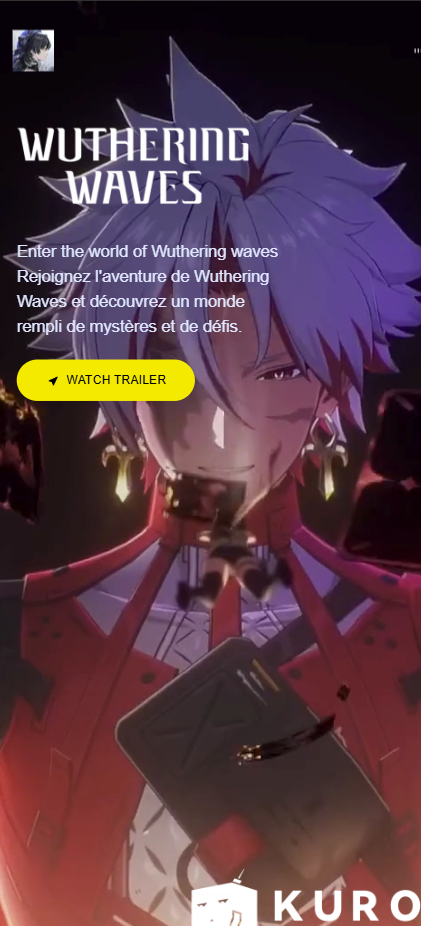 WUTHERING
WAVES
Enter the world of Wuthering waves
Rejoignez l'aventure de Wuthering
Waves et découvrez un monde
rempli de mystères et de défis.
WATCH TRAILER
KURO